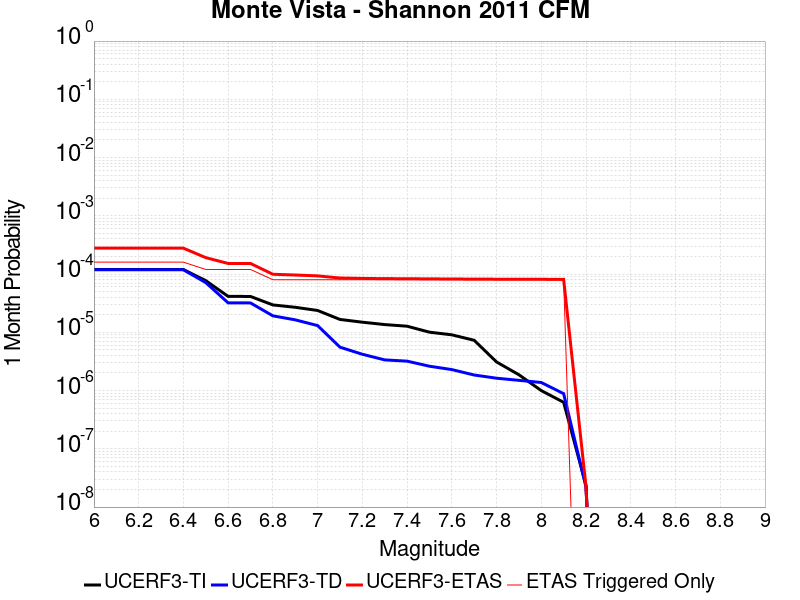 Monte Vista - Shannon 2011 CFM
10 0
10 -1
10 -2
10 -3
10 -4
10 -5
10 -6
10 -7
10 -8
1 Month Probability
6 6.2 6.4 6.6 6.8 7 7.2 7.4 7.6 7.8 8 8.2 8.4 8.6 8.8 9
Magnitude
UCERF3-TI UCERF3-TD UCERF3-ETAS ETAS Triggered Only